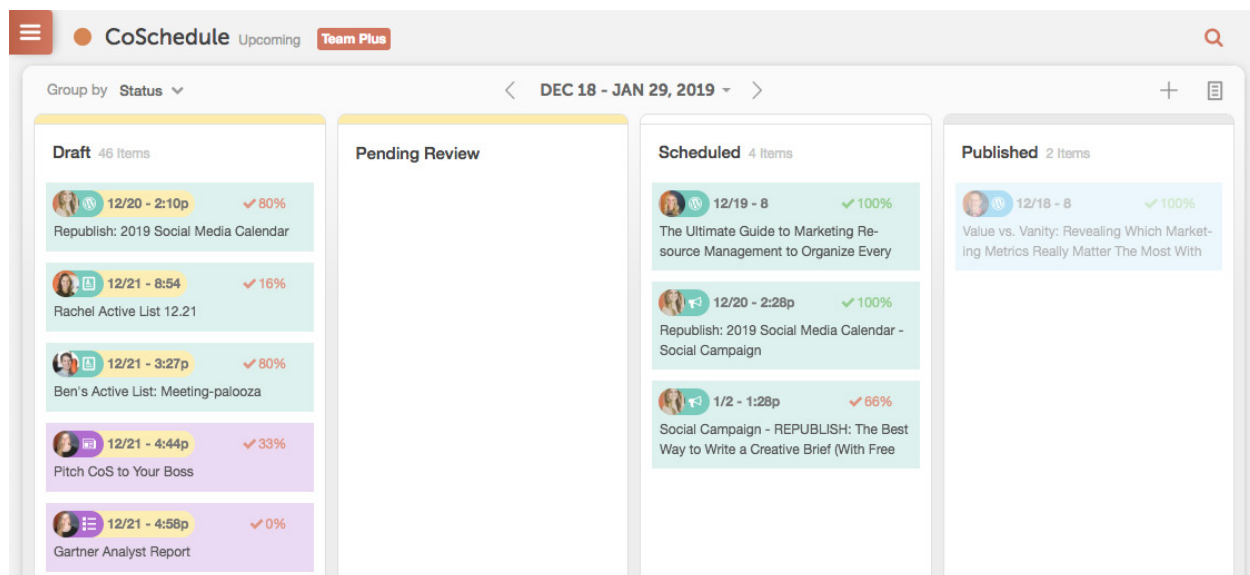 CoSchedule Upcoming Team Plus
Group by Status
DEC 18 - JAN 29, 2019
Draft 46 Items
12/20 - 2:10p 80%
Republish: 2019 Social Media Calendar
12/21 - 8:54 16%
Rachel Active List 12.21
12/21 - 3:27p 80%
Ben's Active List: Meeting-palooza
12/21 - 4:44p 33%
Pitch CoS to Your Boss
12/21 - 4:58p 0%
Gartner Analyst Report
Pending Review
Scheduled 4 Items
12/19 - 8 100%
The Ultimate Guide to Marketing Re-
source Management to Organize Every
12/20 - 2:28p 100%
Republish: 2019 Social Media Calendar -
Social Campaign
1/2 - 1:28p 66%
Social Campaign - REPUBLISH: The Best
Way to Write a Creative Brief (With Free
Published 2 Items
12/18 - 8 100%
Value vs. Vanity: Revealing Which Market-
ing Metrics Really Matter The Most With